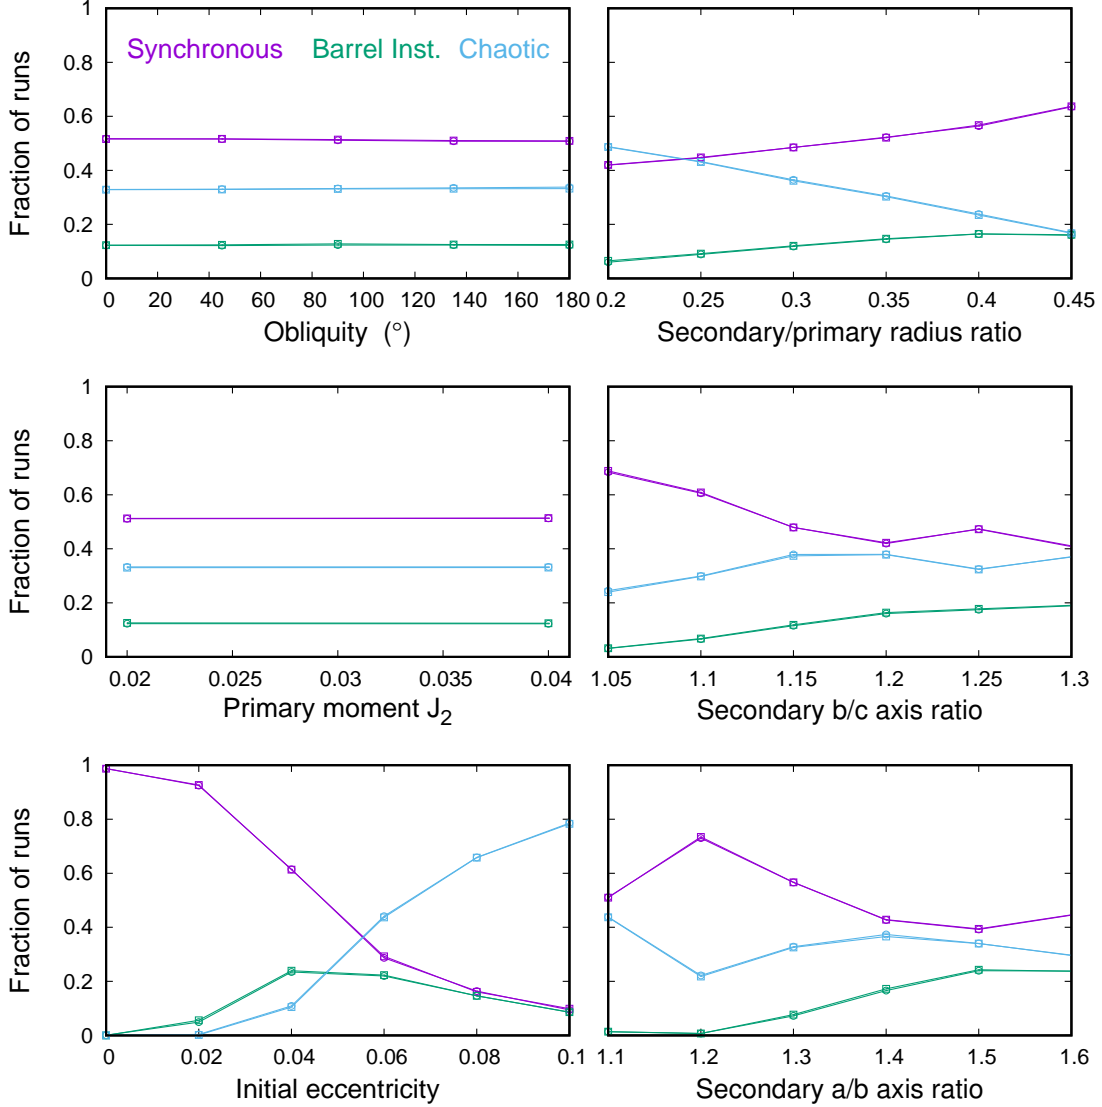 Synchronous Barrel Inst. Chaotic
Fraction of runs
1
0.8
0.6
0.4
0.2
0
0 20 40 60 80 100 120 140 160 180
Obliquity (°)
0.2 0.25 0.3 0.35 0.4 0.45
Secondary/primary radius ratio
Fraction of runs
1
0.8
0.6
0.4
0.2
0
0.02 0.025 0.03 0.035 0.04
Primary moment J2
1.05 1.1 1.15 1.2 1.25 1.3
Secondary b/c axis ratio
Fraction of runs
1
0.8
0.6
0.4
0.2
0
0 0.02 0.04 0.06 0.08 0.1
Initial eccentricity
1.1 1.2 1.3 1.4 1.5 1.6
Secondary a/b axis ratio